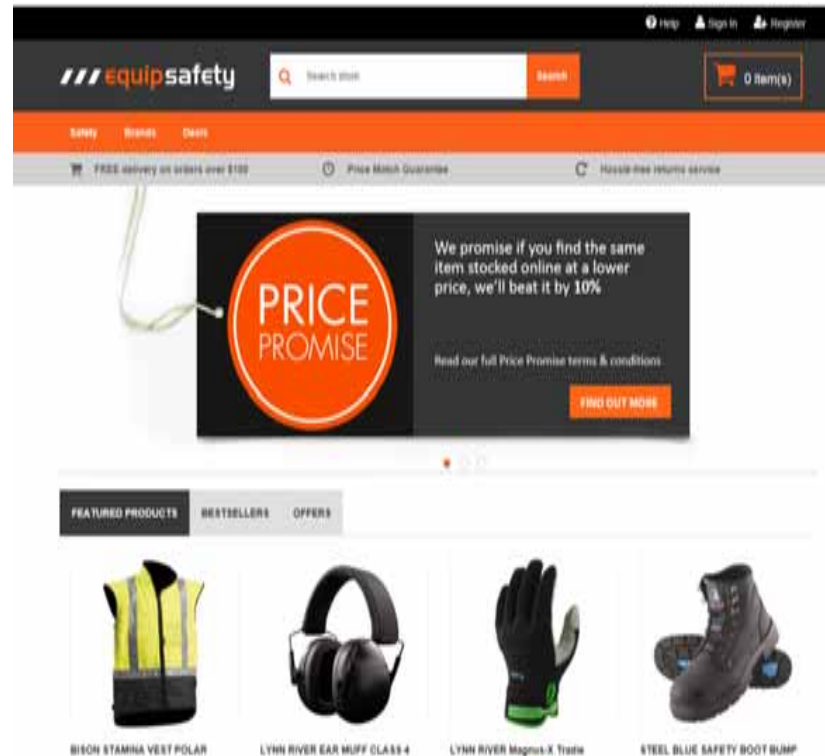 Help Sign In Register
equipsafety
Search store
Search
0 item(s)
Safety Brands Deals
FREE delivery on orders over $100
Price Match Guarantee
Hassle-free returns service
PRICE
PROMISE
We promise if you find the same
item stocked online at a lower
price, we'll beat it by 10%
Read our full Price Promise terms & conditions
FIND OUT MORE
FEATURED PRODUCTS BESTSELLERS OFFERS
BISON STAMINA VEST POLAR
LYNN RIVER EAR MUFF CLASS 4
LYNN RIVER Magnus-X Tradie
STEEL BLUE SAFETY BOOT BUMP